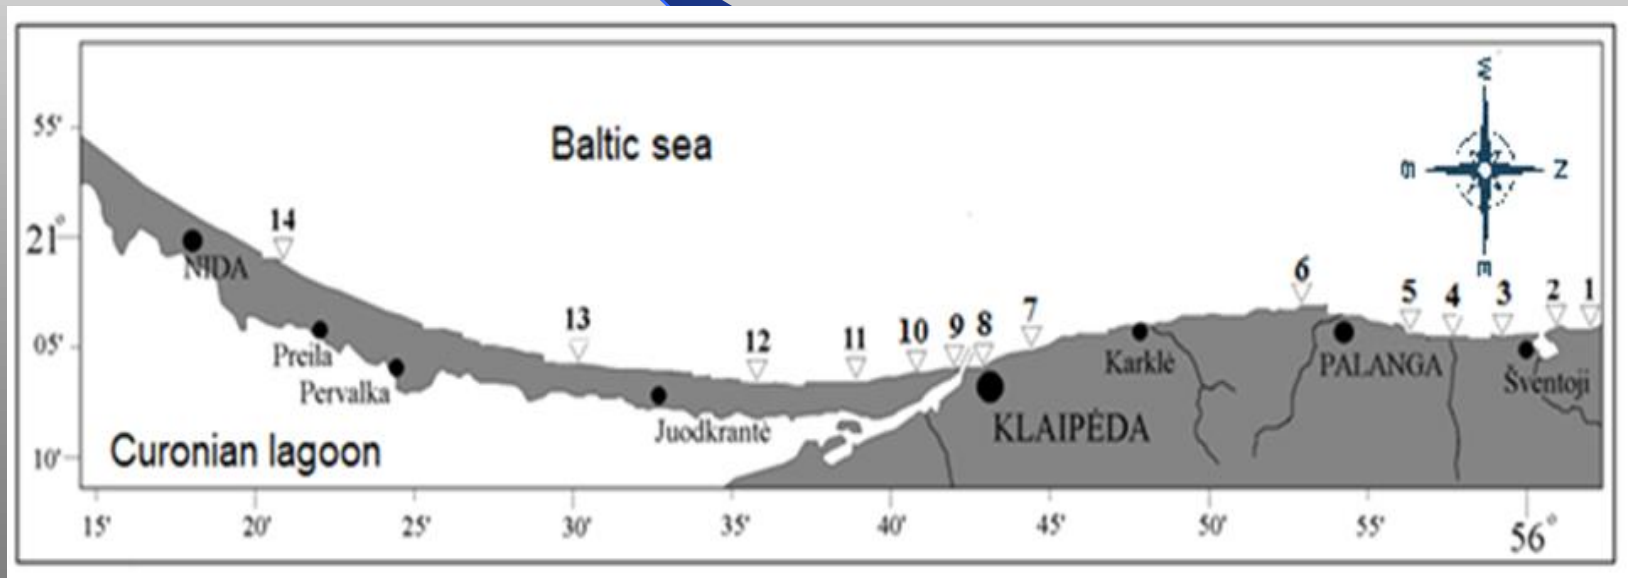 W
55'
Baltic sea
S N
14
21°
E
NIDA
6
13 7 5 4 3 2 1
12 11 10 9 8
05'
Preila
Karklė
PALANGA
Šventoji
Pervalka
Juodkrantė
KLAIPĖDA
10'
Curonian lagoon
15' 20' 25' 30' 35' 40' 45' 50' 55' 56°